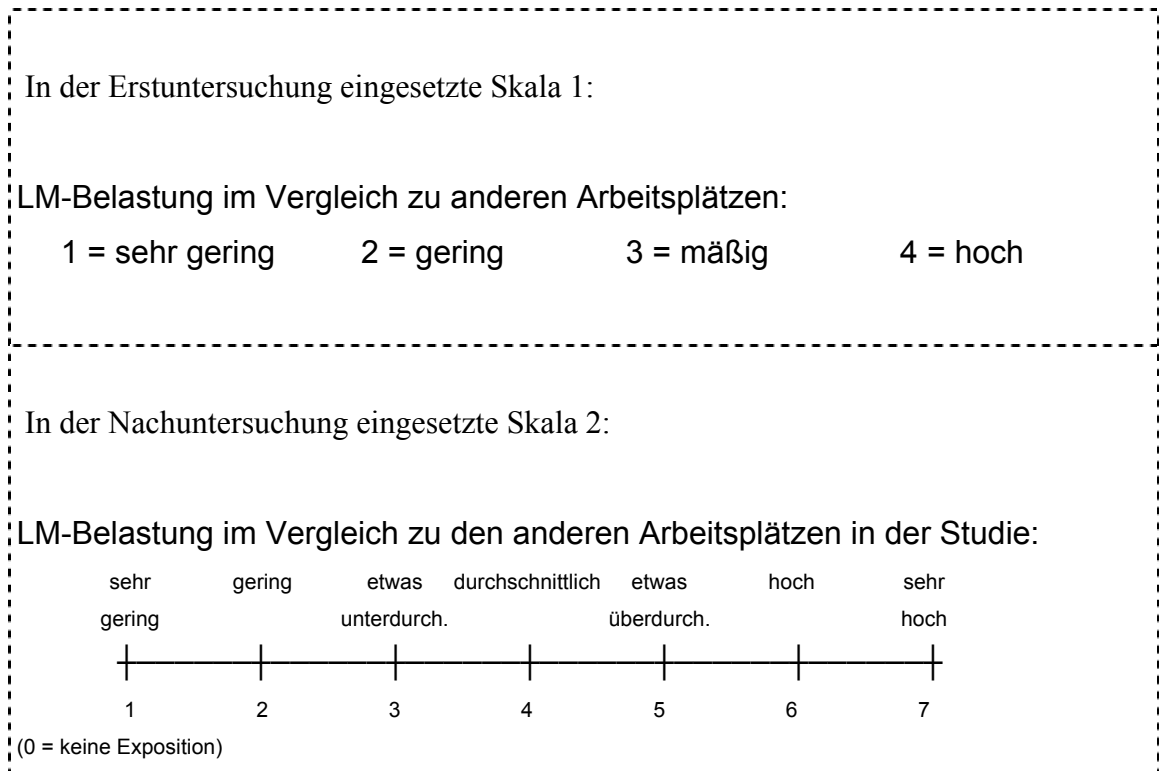 In der Erstuntersuchung eingesetzte Skala 1:
LM-Belastung im Vergleich zu anderen Arbeitsplätzen:
1 = sehr gering 2 = gering 3 = mäßig 4 = hoch
In der Nachuntersuchung eingesetzte Skala 2:
LM-Belastung im Vergleich zu den anderen Arbeitsplätzen in der Studie:
sehr gering etwas durchschnittlich etwas hoch sehr
gering unterdurch. überdurch. hoch
1 2 3 4 5 6 7
(0 = keine Exposition)